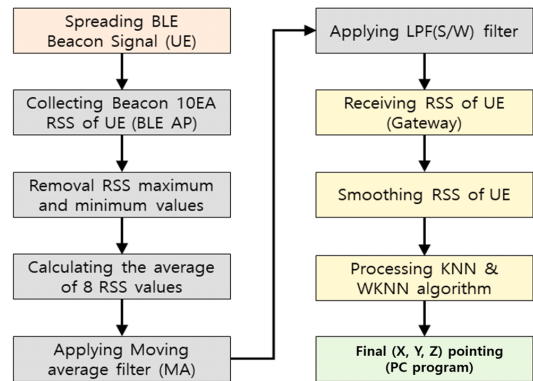 Spreading BLE
Beacon Signal (UE)
Collecting Beacon 10EA
RSS of UE (BLE AP)
Removal RSS maximum
and minimum values
Calculating the average
of 8 RSS values
Applying Moving
average filter (MA)
Applying LPF(S/W) filter
Receiving RSS of UE
(Gateway)
Smoothing RSS of UE
Processing KNN &
WKNN algorithm
Final (X, Y, Z) pointing
(PC program)